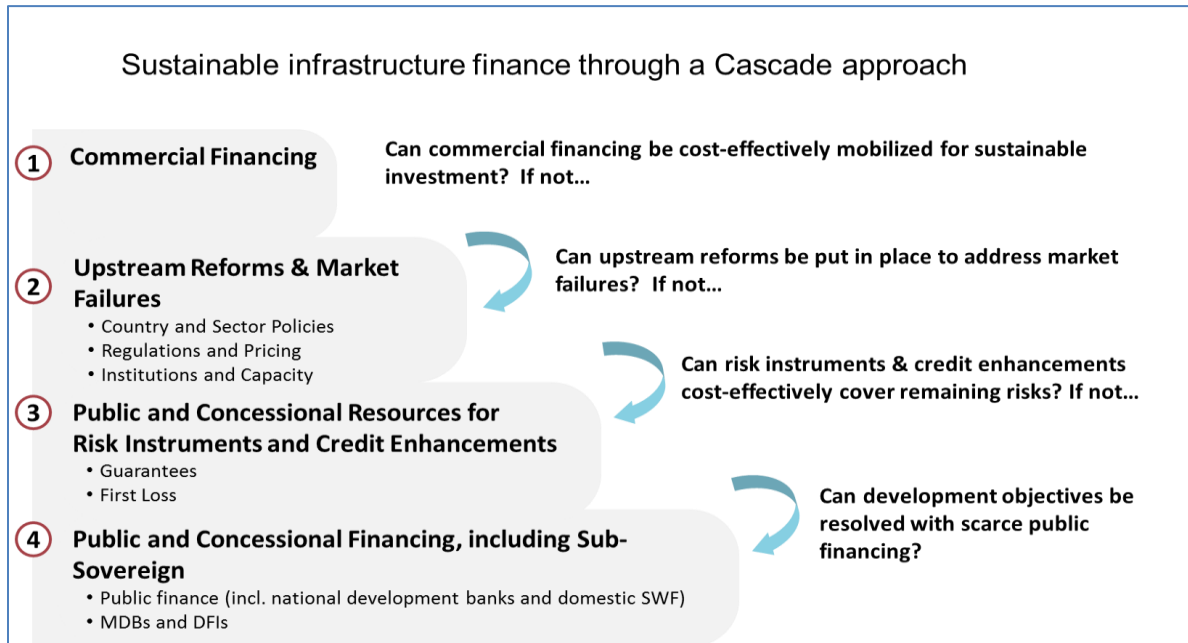 Sustainable infrastructure finance through a Cascade approach
1 Commercial Financing
Can commercial financing be cost-effectively mobilized for sustainable
investment? If not...
2 Upstream Reforms & Market
Failures
• Country and Sector Policies
• Regulations and Pricing
• Institutions and Capacity
Can upstream reforms be put in place to address market
failures? If not...
3 Public and Concessional Resources for
Risk Instruments and Credit Enhancements
• Guarantees
• First Loss
Can risk instruments & credit enhancements
cost-effectively cover remaining risks? If not...
4 Public and Concessional Financing, including Sub-
Sovereign
• Public finance (incl. national development banks and domestic SWF)
• MDBs and DFIs
Can development objectives be
resolved with scarce public
financing?